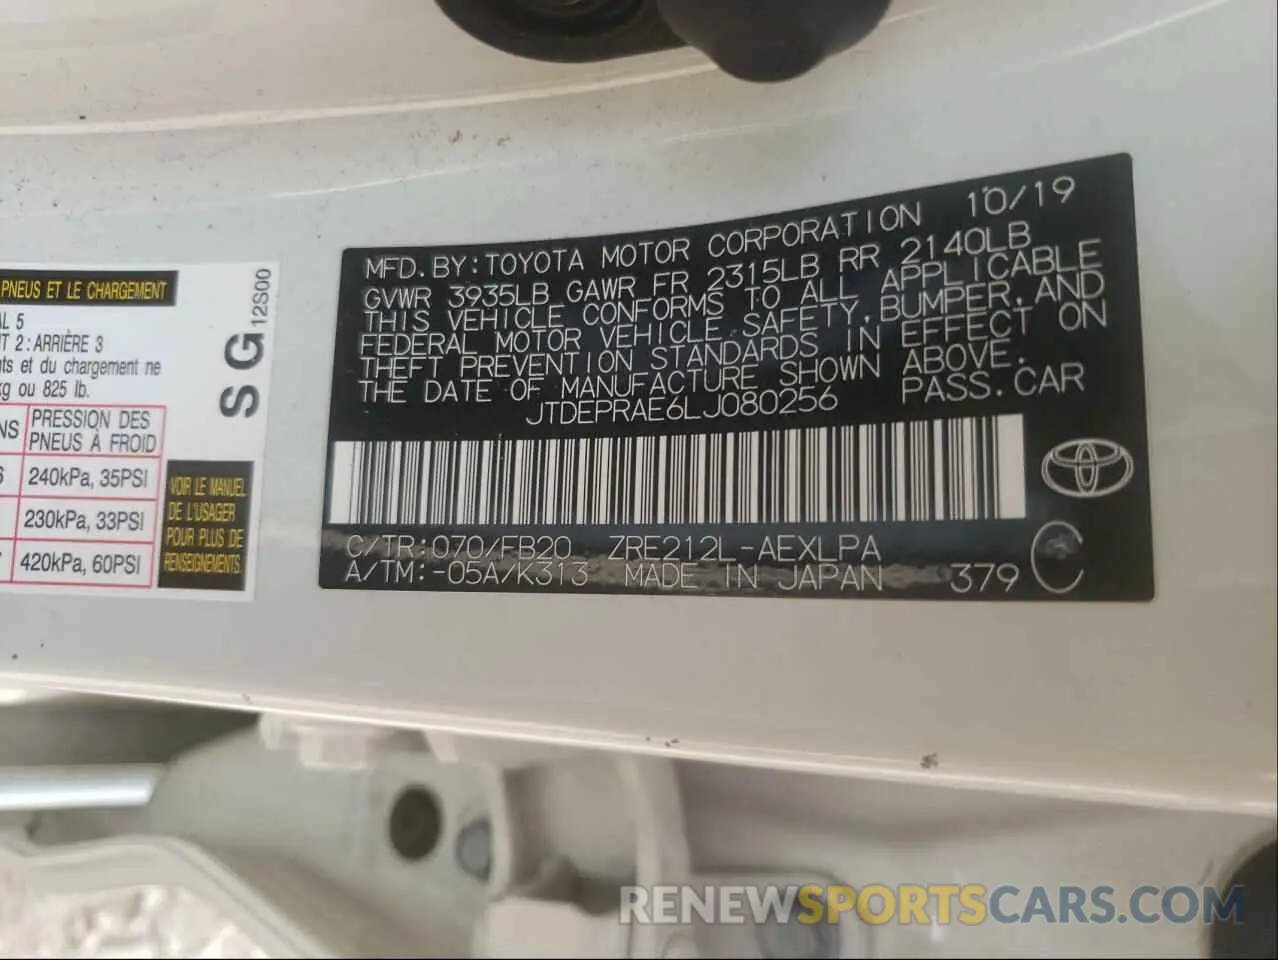 PNEUS ET LE CHARGEMENT
AL 5
T 2 : ARRIÈRE 3
nts et du chargement ne
kg ou 825 lb.
NS
PRESSION DES
PNEUS À FROID
240kPa, 35PSI
230kPa, 33PSI
420kPa, 60PSI
VOIR LE MANUEL
DE L'USAGER
POUR PLUS DE
RENSEIGNEMENTS.
SG
12S00
MFD. BY: TOYOTA MOTOR CORPORATION 10/19
GVWR 3935LB GAWR FR 2315LB RR 2140LB
THIS VEHICLE CONFORMS TO ALL APPLICABLE
FEDERAL MOTOR VEHICLE SAFETY, BUMPER, AND
THEFT PREVENTION STANDARDS IN EFFECT ON
THE DATE OF MANUFACTURE SHOWN ABOVE.
JTDEPRAE6LJ080256 PASS. CAR
C/TR: 070/FB20 ZRE212L-AEXLPA
A/TM: -05A/K313 MADE IN JAPAN 379 C
RENEWSPORTSCARS.COM